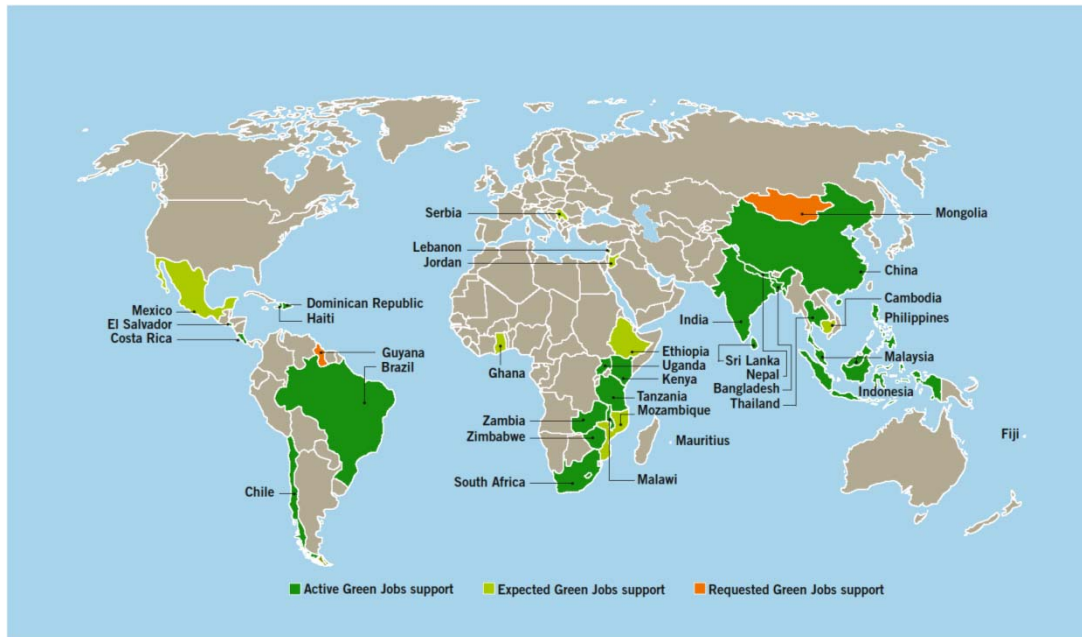 Serbia
Mongolia
Lebanon
Jordan
China
Cambodia
Dominican Republic
Mexico
Haiti
Philippines
El Salvador
India
Costa Rica
Guyana
Ethiopia
Sri Lanka
Malaysia
Brazil
Ghana
Uganda
Nepal
Kenya
Bangladesh
Indonesia
Tanzania
Thailand
Mozambique
Zambia
Zimbabwe
Mauritius
Fiji
South Africa
Malawi
Chile
Active Green Jobs support
Expected Green Jobs support
Requested Green Jobs support